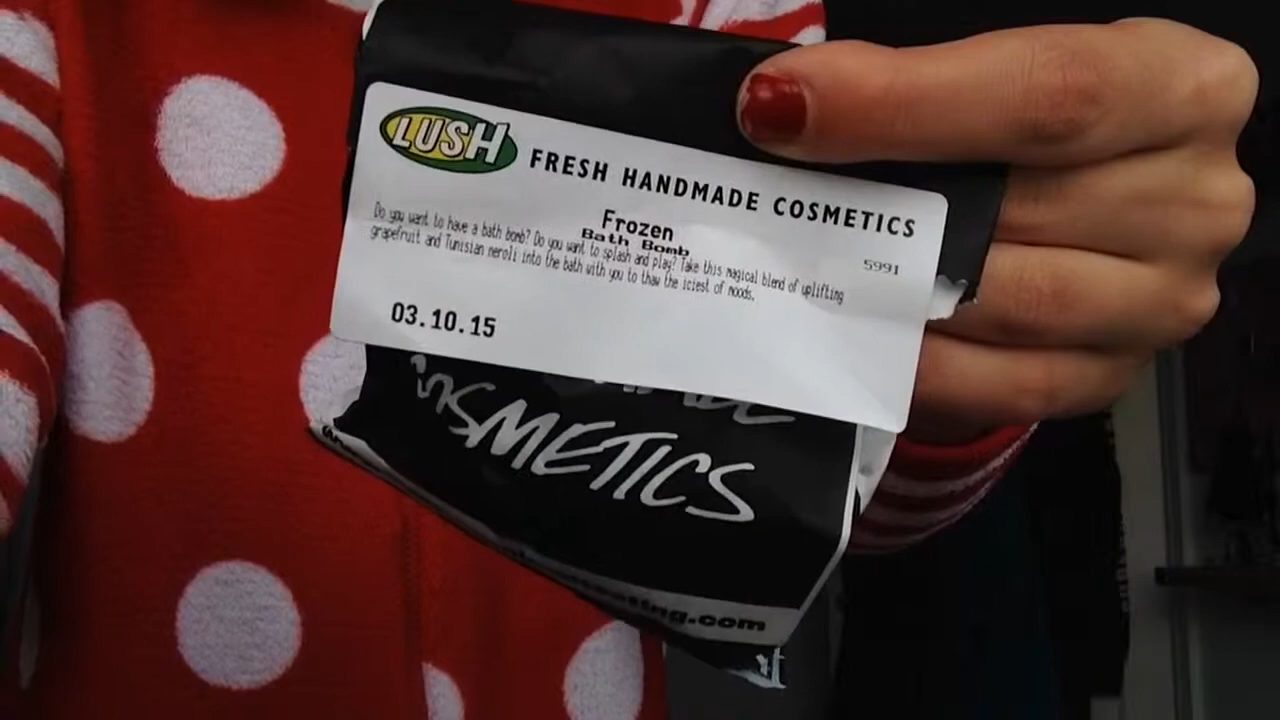 LUSH FRESH HANDMADE COSMETICS
Frozen
Bath Bomb
5991
Do you want to have a bath bomb? Do you want to splash and play? Take this magical blend of uplifting
grapefruit and Tunisian neroli into the bath with you to thaw the iciest of moods.
03.10.15
COSMETICS
.com